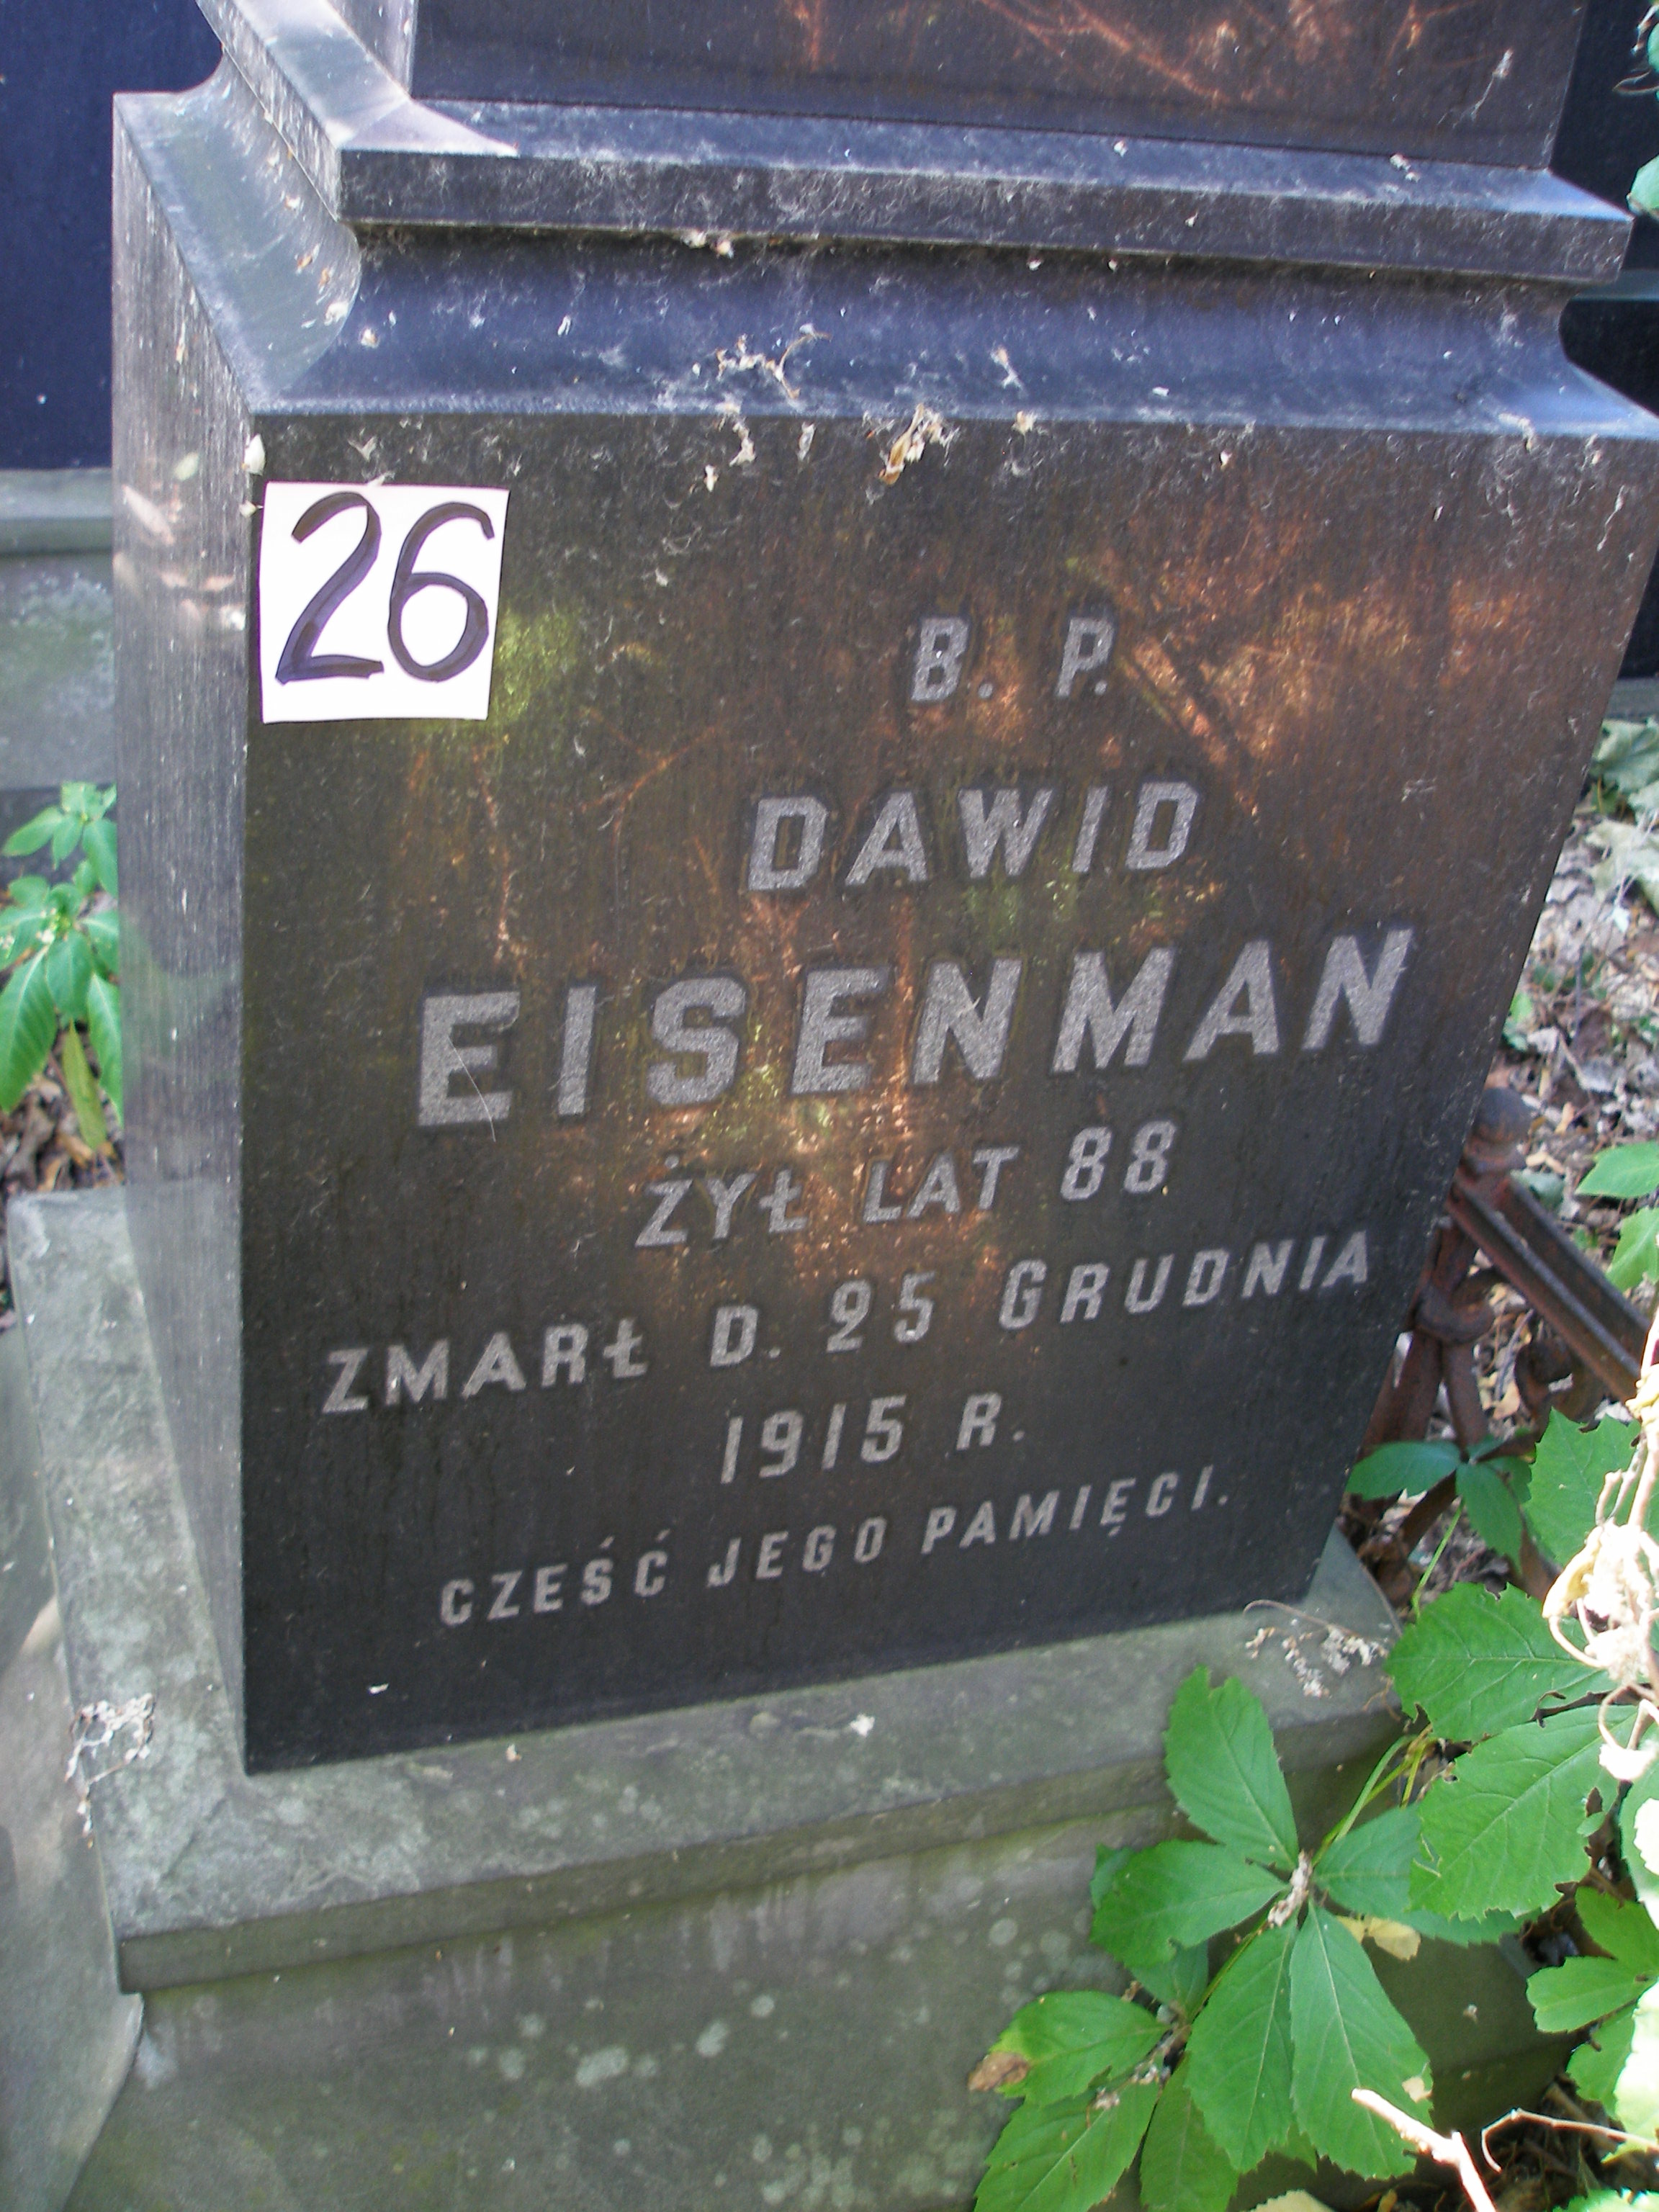 26
B. P.
DAWID
EISENMAN
ŻYŁ LAT 88
ZMARŁ D. 25 GRUDNIA
1915 R.
CZEŚĆ JEGO PAMIĘCI.